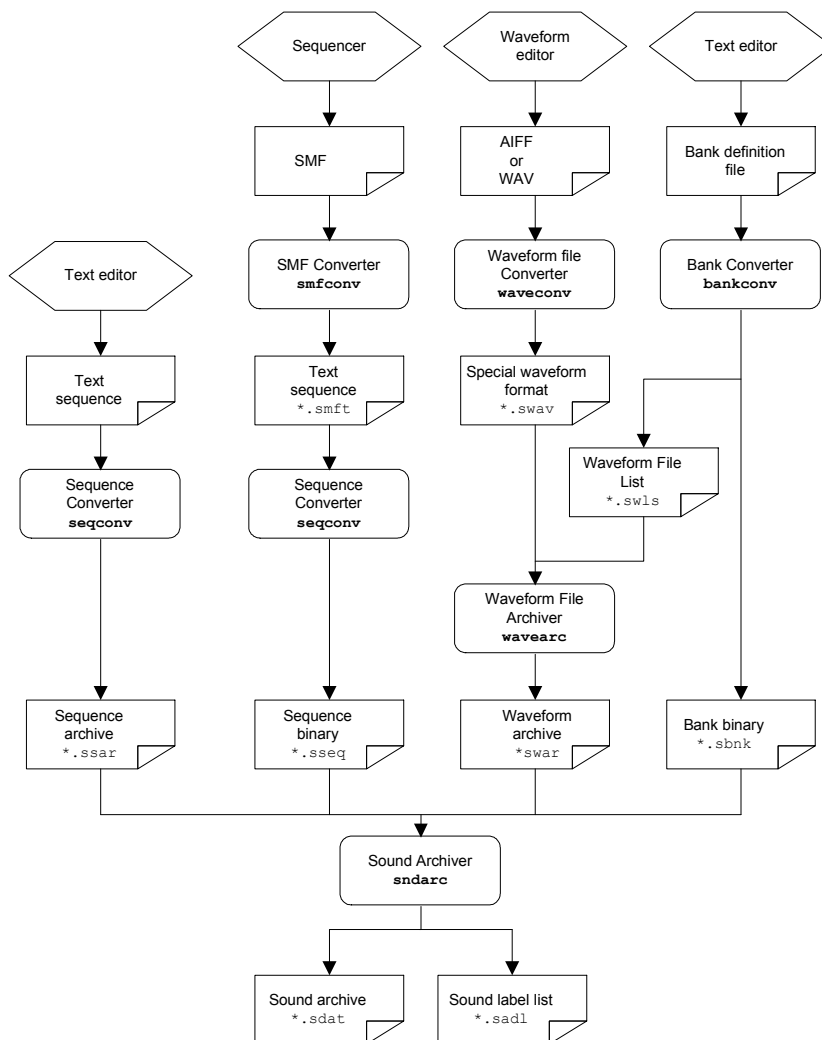 Sequencer
Waveform
editor
Text editor
SMF
AIFF
or
WAV
Bank definition
file
Text editor
SMF Converter
smfconv
Waveform file
Converter
waveconv
Bank Converter
bankconv
Text
sequence
Text
sequence
*.smft
Special waveform
format
*.swav
Waveform File
List
*.swls
Sequence
Converter
seqconv
Sequence
Converter
seqconv
Waveform File
Archiver
wavearc
Sequence
archive
*.ssar
Sequence
binary
*.sseq
Waveform
archive
*swar
Bank binary
*.sbnk
Sound Archiver
sndarc
Sound archive
*.sdat
Sound label list
*.sadl